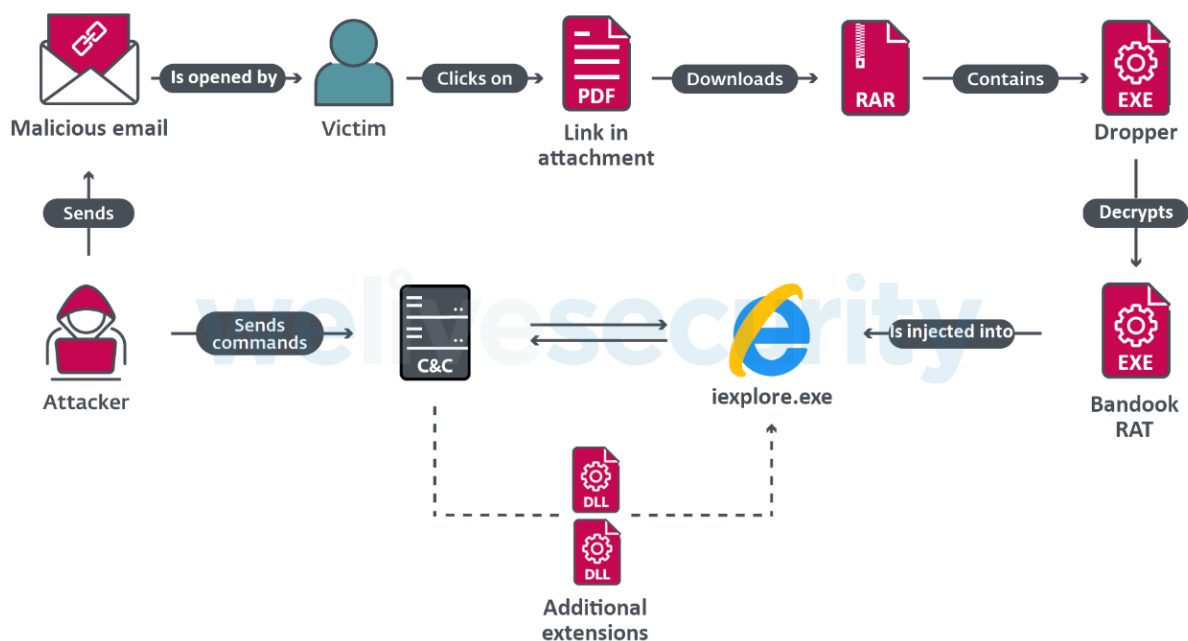 Is opened by
Clicks on
PDF
Downloads
RAR
Contains
EXE
Malicious email
Victim
Link in
attachment
Dropper
Sends
Decrypts
welivesecurity
Sends
commands
C&C
Is injected into
EXE
Attacker
iexplore.exe
Bandook
RAT
DLL
DLL
Additional
extensions